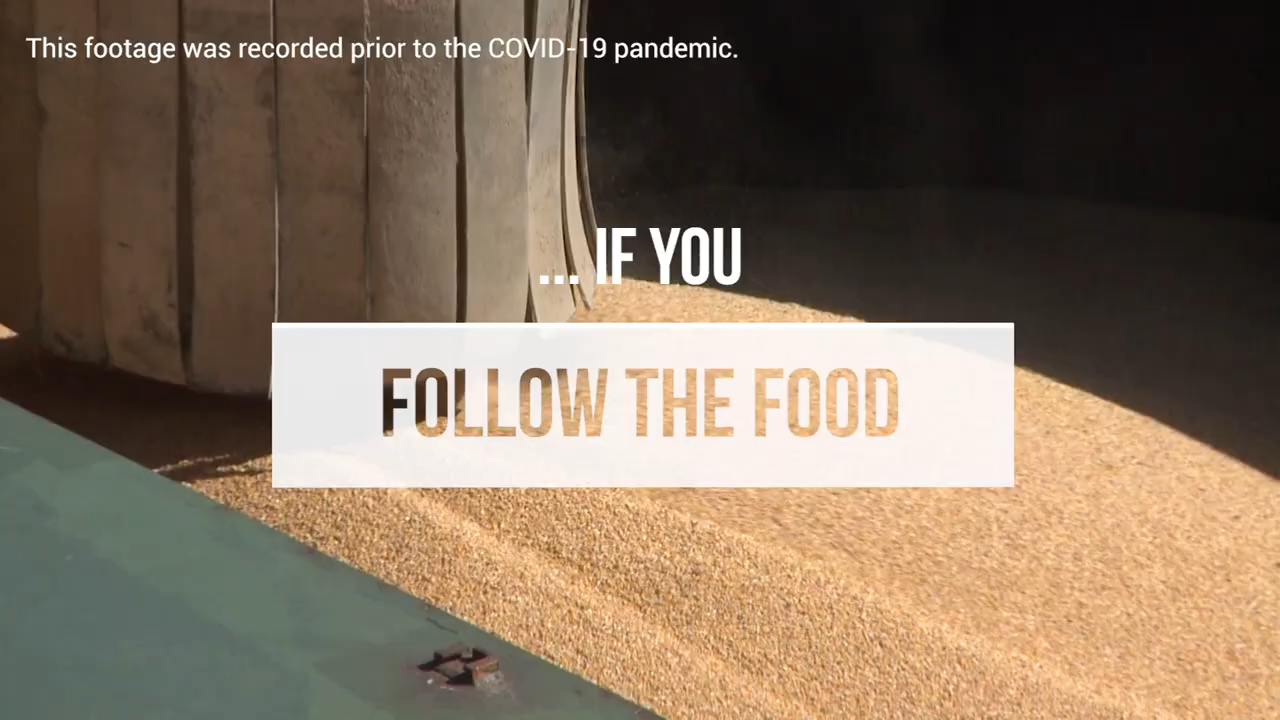 This footage was recorded prior to the COVID-19 pandemic.
... IF YOU
FOLLOW THE FOOD